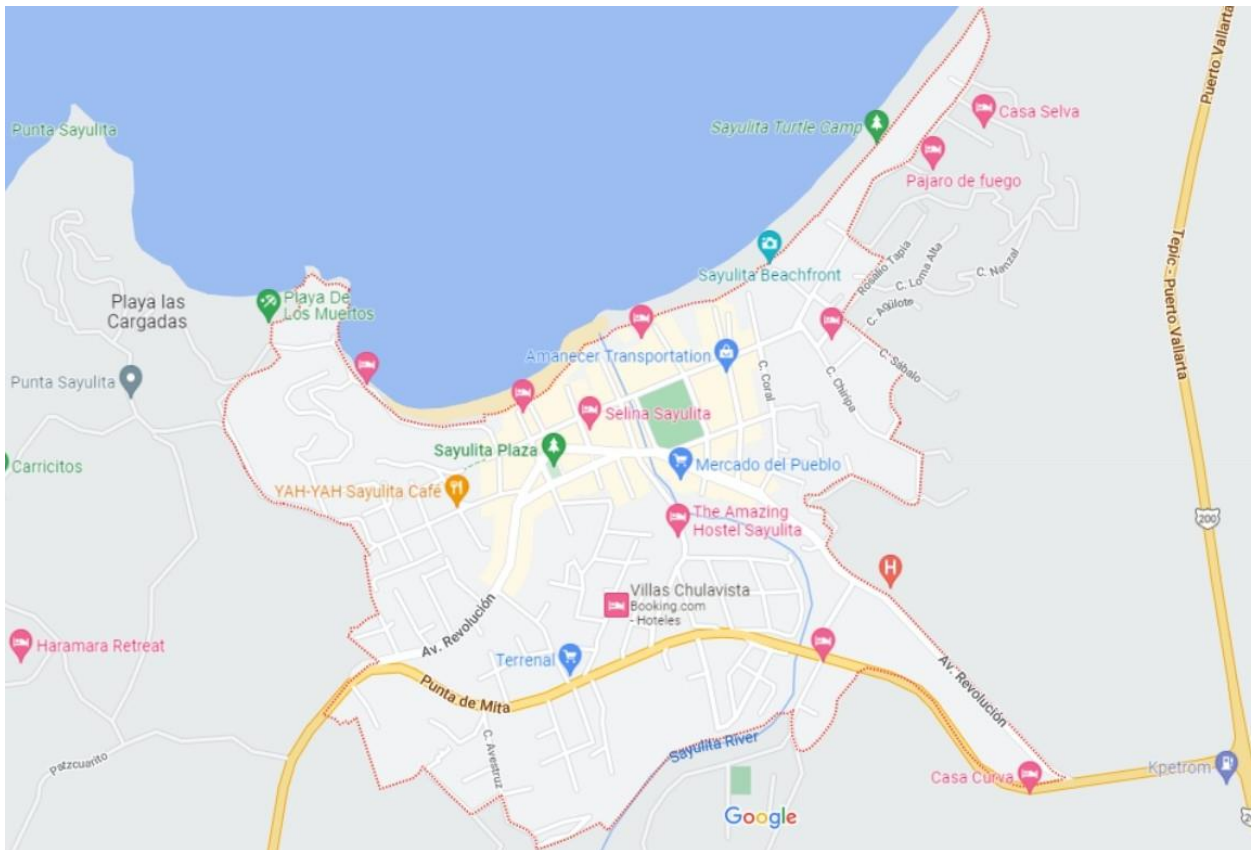 Punta Sayulita
Sayulita Turtle Camp
Casa Selva
Pajaro de fuego
Puerto Vallarta
Tepic - Puerto Vallarta
Rosalio Tapia
C. Loma Alta
C. Nanzal
C. Agülote
Sayulita Beachfront
Playa las
Cargadas
Playa De
Los Muertos
Amanecer Transportation
C. Coral
C. Chiripa
C. Sábalo
Punta Sayulita
Selina Sayulita
Sayulita Plaza
Mercado del Pueblo
Carricitos
YAH-YAH Sayulita Café
The Amazing
Hostel Sayulita
200
H
Villas Chulavista
Booking.com
- Hoteles
Haramara Retreat
Av. Revolución
Terrenal
Punta de Mita
Av. Revolución
Sayulita River
C. Avestruz
Patzcuarito
Casa Curva
Kpetrom
Google